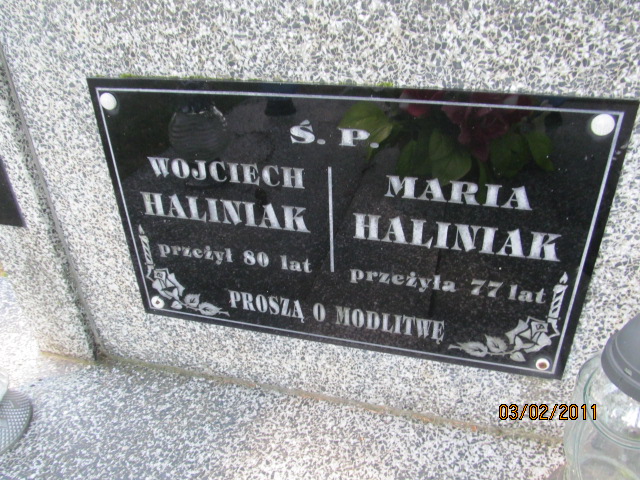 Ś. P.
WOJCIECH
HALINIAK
przeżył 80 lat
MARIA
HALINIAK
przeżyła 77 lat
PROSZĄ O MODLITWĘ
03/02/2011